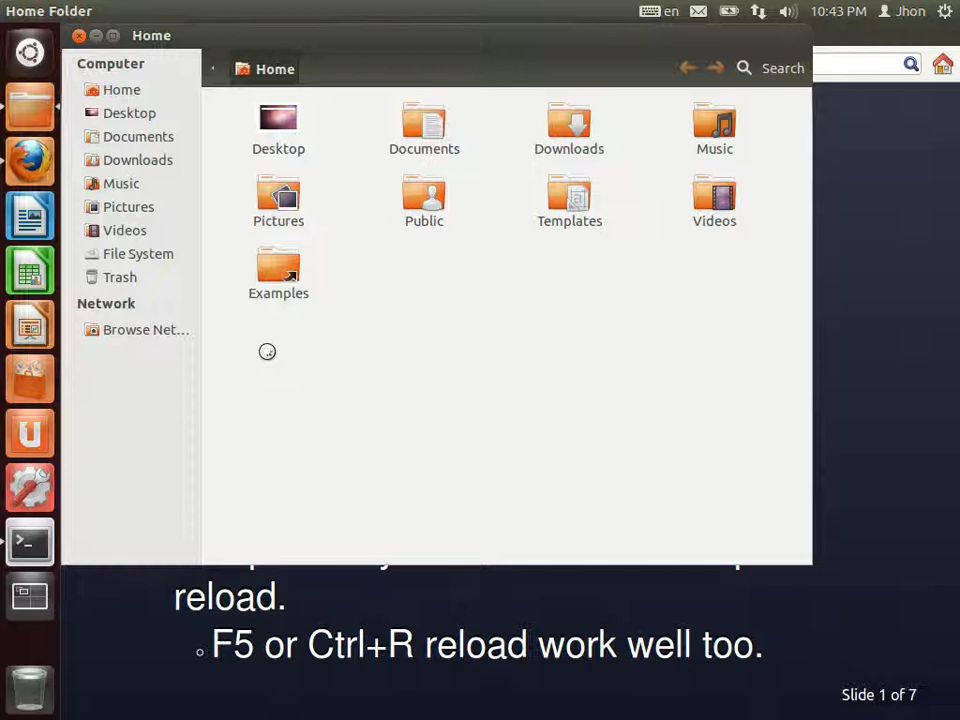 Home Folder
en
10:43 PM
Jhon
Home
Computer
Home
Desktop
Documents
Downloads
Music
Pictures
Videos
File System
Trash
Network
Browse Net...
Home
Search
Desktop
Documents
Downloads
Music
Pictures
Public
Templates
Videos
Examples
reload.
F5 or Ctrl+R reload work well too.
Slide 1 of 7